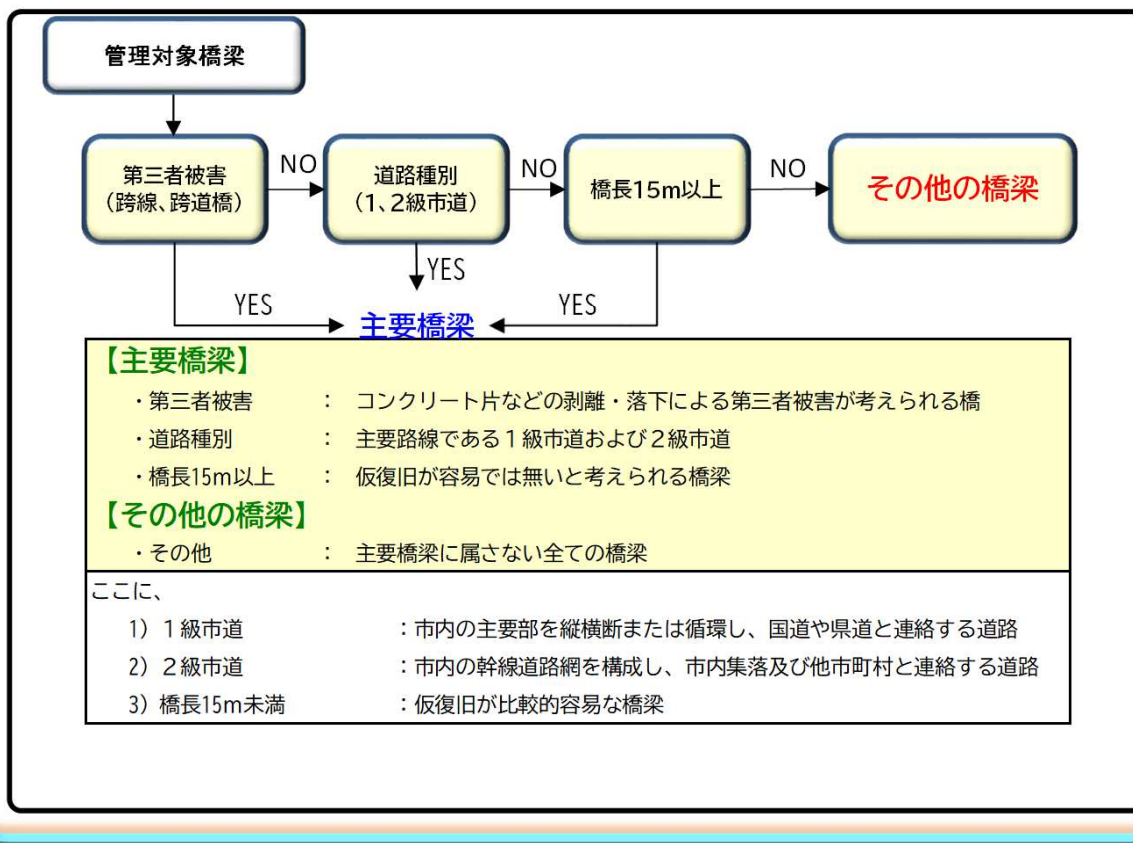 管理対象橋梁
第三者被害
(跨線、跨道橋)
NO
道路種別
(1、2級市道)
NO
橋長15m以上
NO
その他の橋梁
YES
YES
YES
主要橋梁
【主要橋梁】
・第三者被害 : コンクリート片などの剥離・落下による第三者被害が考えられる橋
・道路種別 : 主要路線である1級市道および2級市道
・橋長15m以上 : 仮復旧が容易では無いと考えられる橋梁
【その他の橋梁】
・その他 : 主要橋梁に属さない全ての橋梁
ここに、
1) 1級市道 :市内の主要部を縦横断または循環し、国道や県道と連絡する道路
2) 2級市道 :市内の幹線道路網を構成し、市内集落及び他市町村と連絡する道路
3) 橋長15m未満 :仮復旧が比較的容易な橋梁